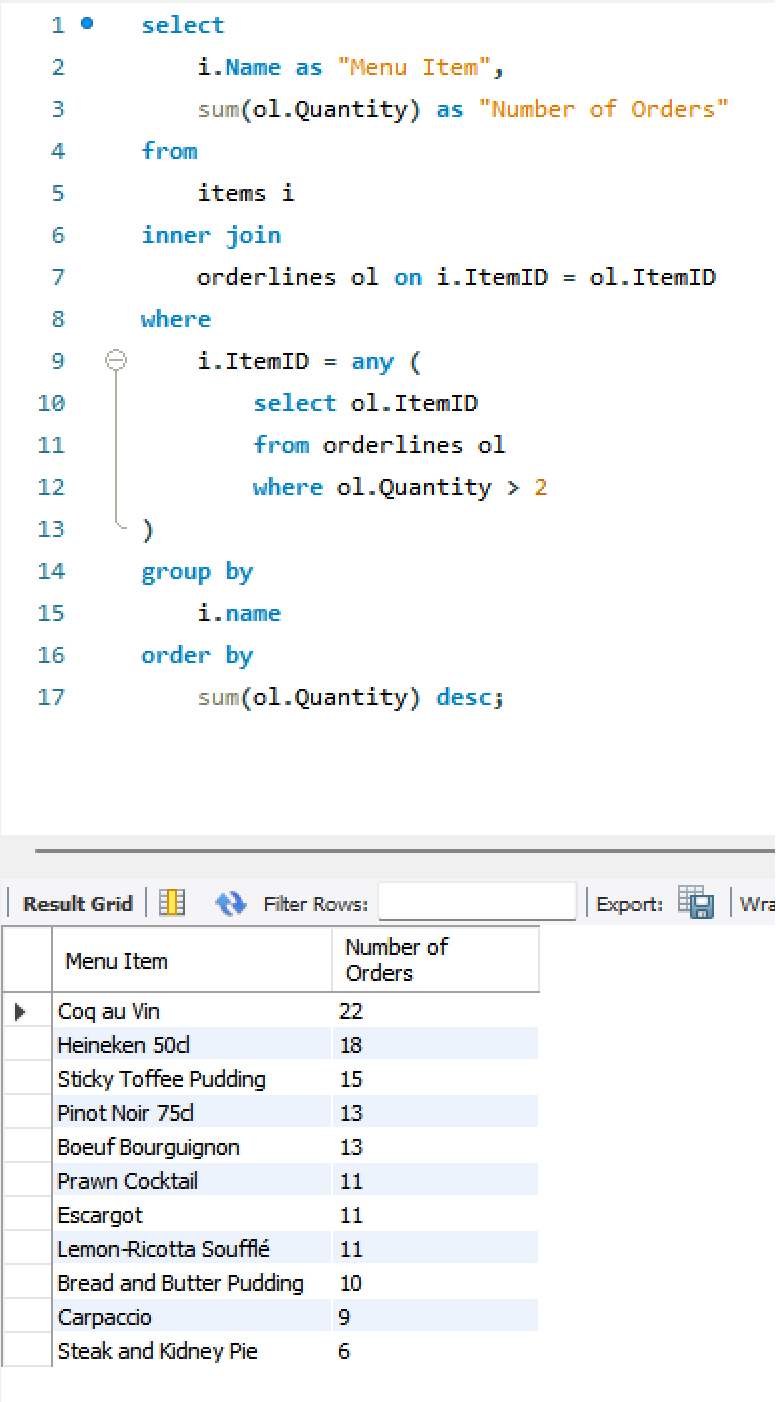 1 select
2 i.Name as "Menu Item",
3 sum(ol.Quantity) as "Number of Orders"
4 from
5 items i
6 inner join
7 orderlines ol on i.ItemID = ol.ItemID
8 where
9 i.ItemID = any (
10 select ol.ItemID
11 from orderlines ol
12 where ol.Quantity > 2
13 )
14 group by
15 i.name
16 order by
17 sum(ol.Quantity) desc;
Result Grid Filter Rows: Export: Wra
Menu Item Number of
Orders
Coq au Vin 22
Heineken 50cl 18
Sticky Toffee Pudding 15
Pinot Noir 75cl 13
Boeuf Bourguignon 13
Prawn Cocktail 11
Escargot 11
Lemon-Ricotta Soufflé 11
Bread and Butter Pudding 10
Carpaccio 9
Steak and Kidney Pie 6